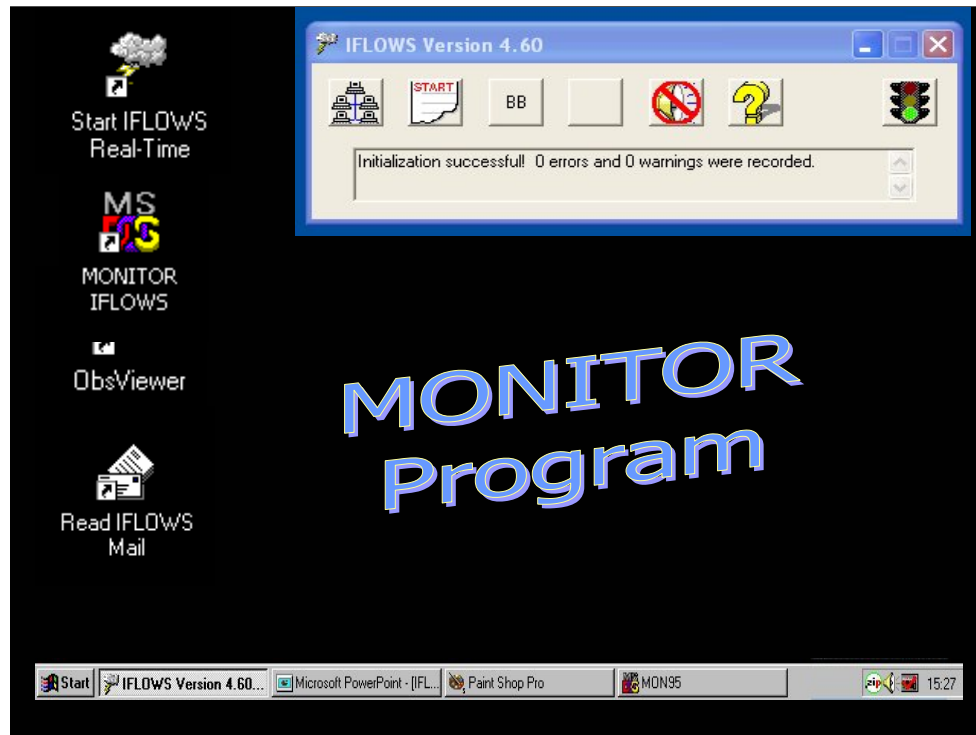 Start IFLOWS
Real-Time
MS
DOS
MONITOR
IFLOWS
ObsViewer
Read IFLOWS
Mail
IFLOWS Version 4.60
START
BB
Initialization successful!  0 errors and 0 warnings were recorded.
MONITOR
Program
Start
IFLOWS Version 4.60...
Microsoft PowerPoint - [IFL...
Paint Shop Pro
MON95
zip
15:27